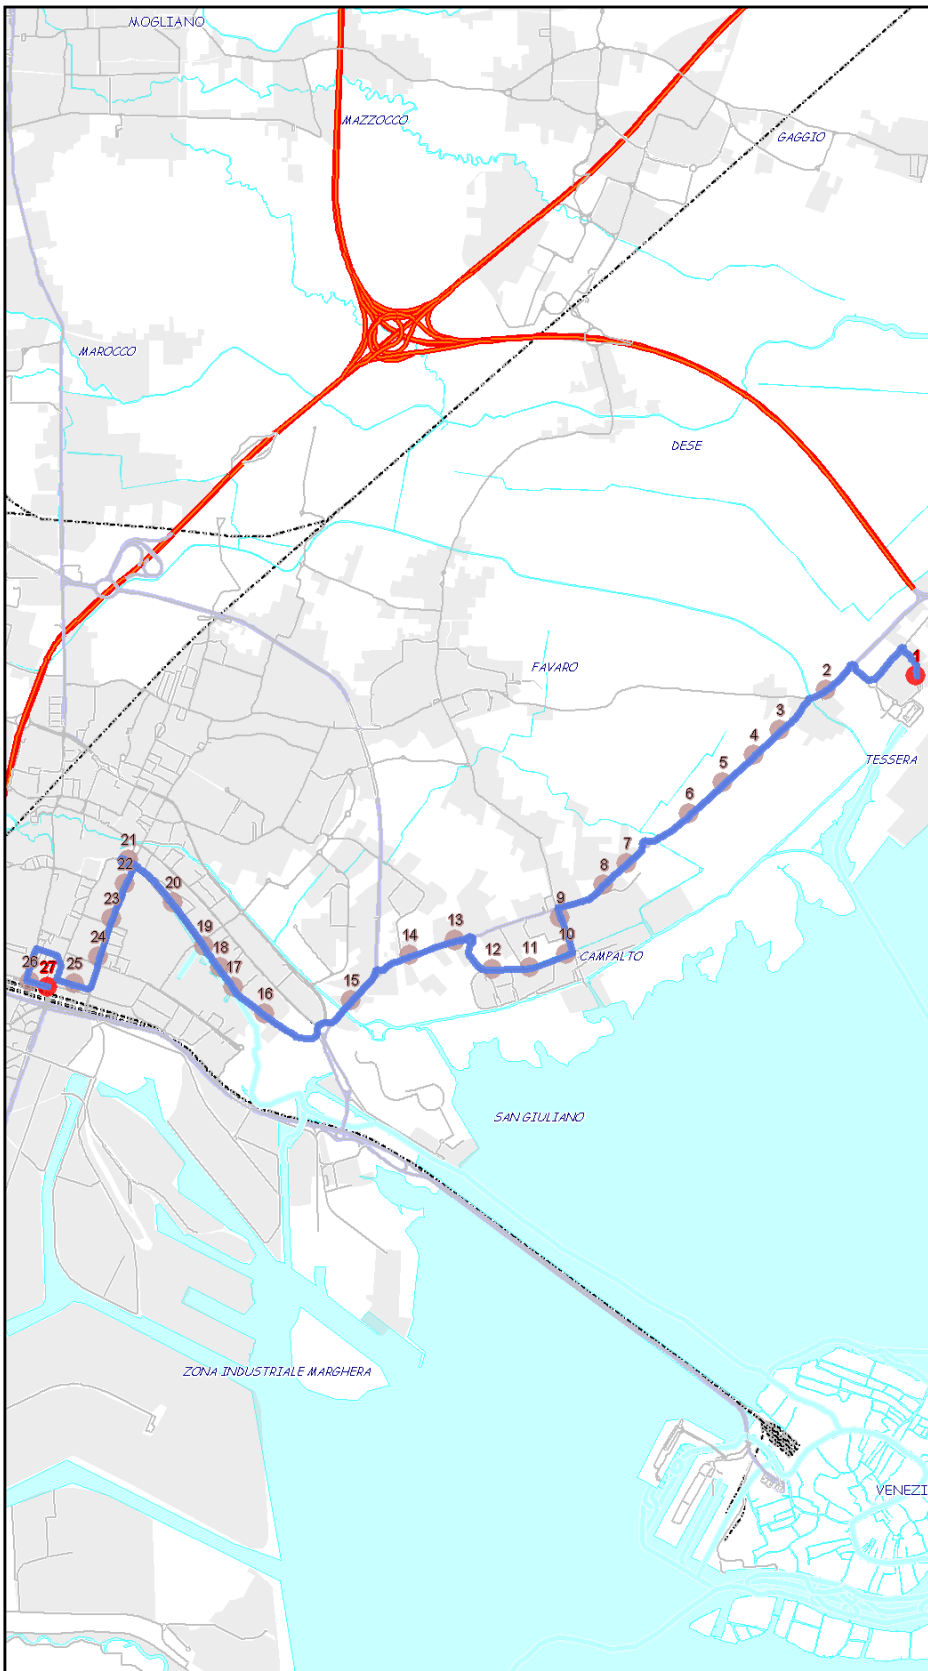 MOGLIANO
MAZZOCCO
GAGGIO
MAROCCO
DESE
FAVARO
1
2
3
TESSERA
4
5
6
7
21
22
8
20
23
9
13
19
10
24
14
18
CAMPALTO
12
11
26
25
27
17
15
16
SAN GIULIANO
ZONA INDUSTRIALE MARGHERA
VENEZI